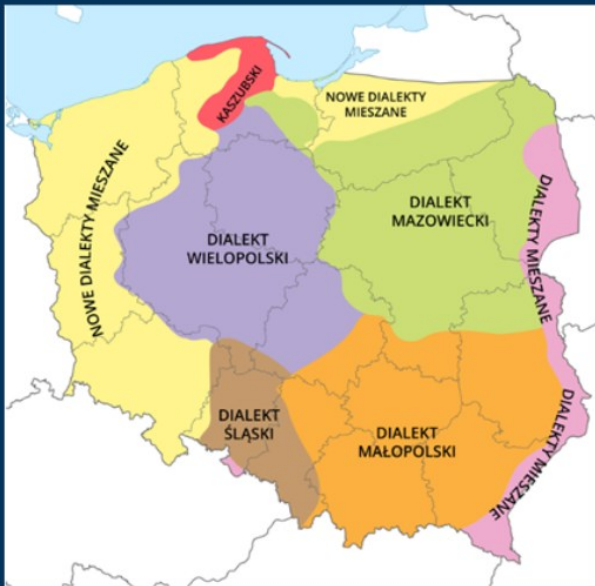 KASZUBSKI
NOWE DIALEKTY
MIESZANE
NOWE DIALEKTY MIESZANE
DIALEKT
MAZOWIECKI
DIALEKTY MIESZANE
DIALEKT
WIELOPOLSKI
DIALEKT
ŚLĄSKI
DIALEKT
MAŁOPOLSKI
DIALEKTY MIESZANE